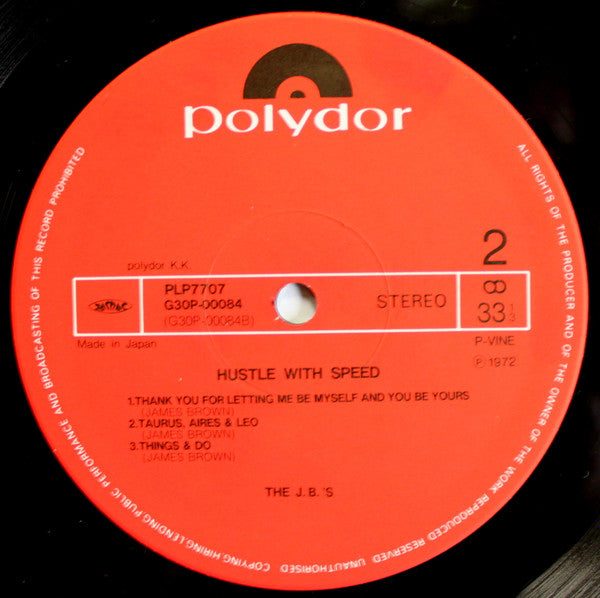 polydor
polydor K.K.
PLP7707
G30P-00084
(G30P-00084B)
STEREO
2
33 1/3
Made in Japan
P-VINE
Ⓟ1972
HUSTLE WITH SPEED
1.THANK YOU FOR LETTING ME BE MYSELF AND YOU BE YOURS
(JAMES BROWN)
2.TAURUS, AIRES & LEO
(JAMES BROWN)
3.THINGS & DO
(JAMES BROWN)
THE J.B.'S
ALL RIGHTS OF THE PRODUCER AND OF THE OWNER OF THE WORK REPRODUCED RESERVED UNAUTHORISED COPYING HIRING LENDING PUBLIC PERFORMANCE AND BROADCASTING OF THIS RECORD PROHIBITED